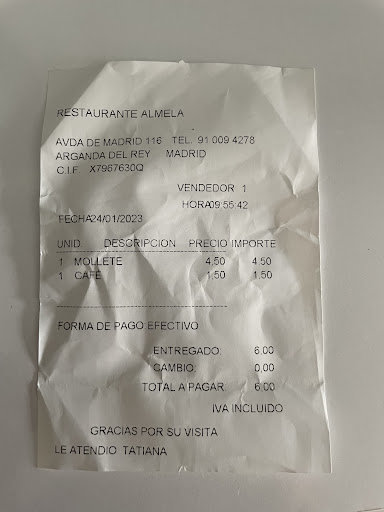 RESTAURANTE ALMELA
AVDA DE MADRID 116 TEL. 91 009 4278
ARGANDA DEL REY MADRID
C.I.F. X7967630Q
VENDEDOR 1
HORA09:55:42
FECHA24/01/2023
UNID. DESCRIPCION PRECIO IMPORTE
1 MOLLETE 4,50 4,50
1 CAFE 1,50 1,50
FORMA DE PAGO:EFECTIVO
ENTREGADO: 6,00
CAMBIO: 0,00
TOTAL A PAGAR: 6,00
IVA INCLUIDO
GRACIAS POR SU VISITA
LE ATENDIO TATIANA